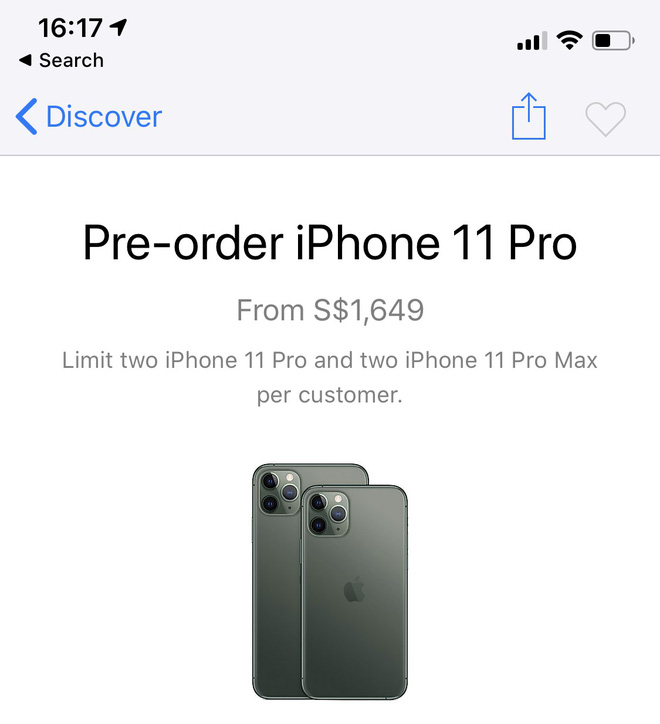 16:17
Search
Discover
Pre-order iPhone 11 Pro
From S$1,649
Limit two iPhone 11 Pro and two iPhone 11 Pro Max
per customer.